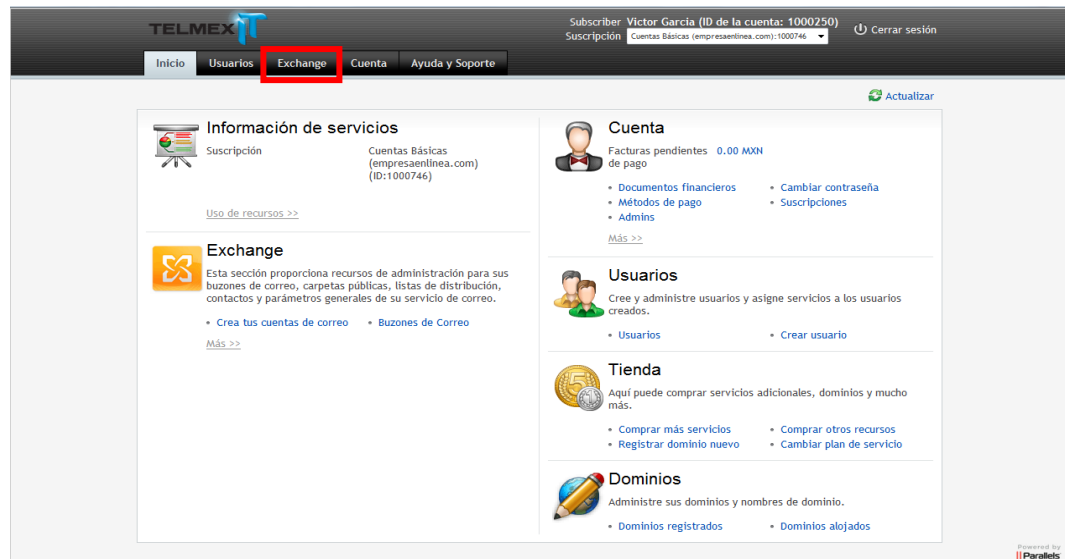 TELMEX IT
Subscriber Victor Garcia (ID de la cuenta: 1000250)
Suscripción Cuentas Básicas (empresaenlinea.com):1000746
Cerrar sesión
Inicio Usuarios Exchange Cuenta Ayuda y Soporte
Actualizar
Información de servicios
Suscripción
Cuentas Básicas
(empresaenlinea.com)
(ID:1000746)
Uso de recursos >>
Exchange
Esta sección proporciona recursos de administración para sus
buzones de correo, carpetas públicas, listas de distribución,
contactos y parámetros generales de su servicio de correo.
• Crea tus cuentas de correo • Buzones de Correo
Más >>
Cuenta
Facturas pendientes 0.00 MXN
de pago
• Documentos financieros • Cambiar contraseña
• Métodos de pago • Suscripciones
• Admins
Más >>
Usuarios
Cree y administre usuarios y asigne servicios a los usuarios
creados.
• Usuarios • Crear usuario
Tienda
Aquí puede comprar servicios adicionales, dominios y mucho
más.
• Comprar más servicios • Comprar otros recursos
• Registrar dominio nuevo • Cambiar plan de servicio
Dominios
Administre sus dominios y nombres de dominio.
• Dominios registrados • Dominios alojados
Powered by
Parallels